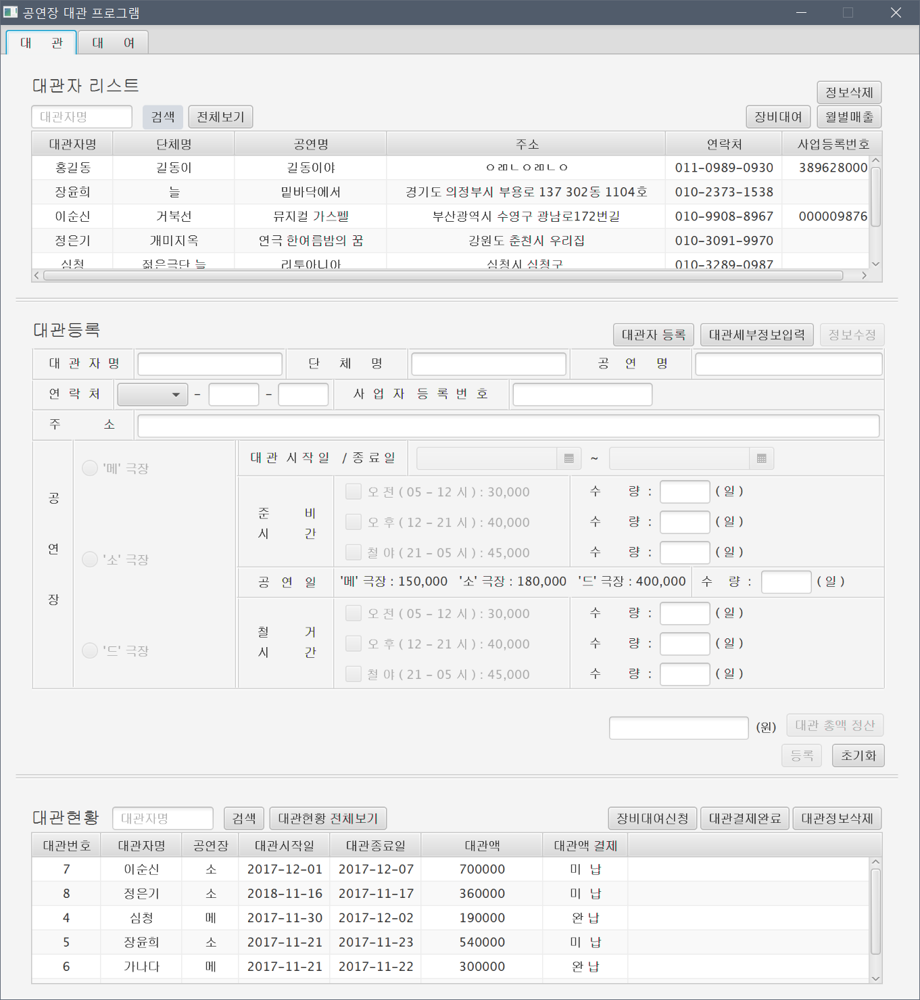 공연장 대관 프로그램
대 관 대 여
대관자 리스트
정보삭제
대관자명 검색 전체보기 장비대여 월별매출
대관자명 단체명 공연명 주소 연락처 사업등록번호
홍길동 길동이 길동이야 ㅇㄻㄴㅇㄻㄴㅇ 011-0989-0930 389628000
장윤희 늘 밑바닥에서 경기도 의정부시 부용로 137 302동 1104호 010-2373-1538
이순신 거북선 뮤지컬 가스펠 부산광역시 수영구 광남로172번길 010-9908-8967 000009876
정은기 개미지옥 연극 한여름밤의 꿈 강원도 춘천시 우리집 010-3091-9970
심청 젊은극단 늘 리투아니아 심청시 심청구 010-3289-0987
대관등록
대관자 등록 대관세부정보입력 정보수정
대 관 자 명 단 체 명 공 연 명
연 락 처 - - 사 업 자 등 록 번 호
주 소
공 연 장
'메' 극장
'소' 극장
'드' 극장
대 관 시 작 일 / 종 료 일 ~
준 비 시 간
오 전 ( 05 - 12 시 ) : 30,000 수 량 : ( 일 )
오 후 ( 12 - 21 시 ) : 40,000 수 량 : ( 일 )
철 야 ( 21 - 05 시 ) : 45,000 수 량 : ( 일 )
공 연 일 '메' 극장 : 150,000 '소' 극장 : 180,000 '드' 극장 : 400,000 수 량 : ( 일 )
철 거 시 간
오 전 ( 05 - 12 시 ) : 30,000 수 량 : ( 일 )
오 후 ( 12 - 21 시 ) : 40,000 수 량 : ( 일 )
철 야 ( 21 - 05 시 ) : 45,000 수 량 : ( 일 )
(원) 대관 총액 정산
등록 초기화
대관현황 대관자명 검색 대관현황 전체보기 장비대여신청 대관결제완료 대관정보삭제
대관번호 대관자명 공연장 대관시작일 대관종료일 대관액 대관액 결제
7 이순신 소 2017-12-01 2017-12-07 700000 미 납
8 정은기 소 2018-11-16 2017-11-17 360000 미 납
4 심청 메 2017-11-30 2017-12-02 190000 완 납
5 장윤희 소 2017-11-21 2017-11-23 540000 미 납
6 가나다 메 2017-11-21 2017-11-22 300000 완 납